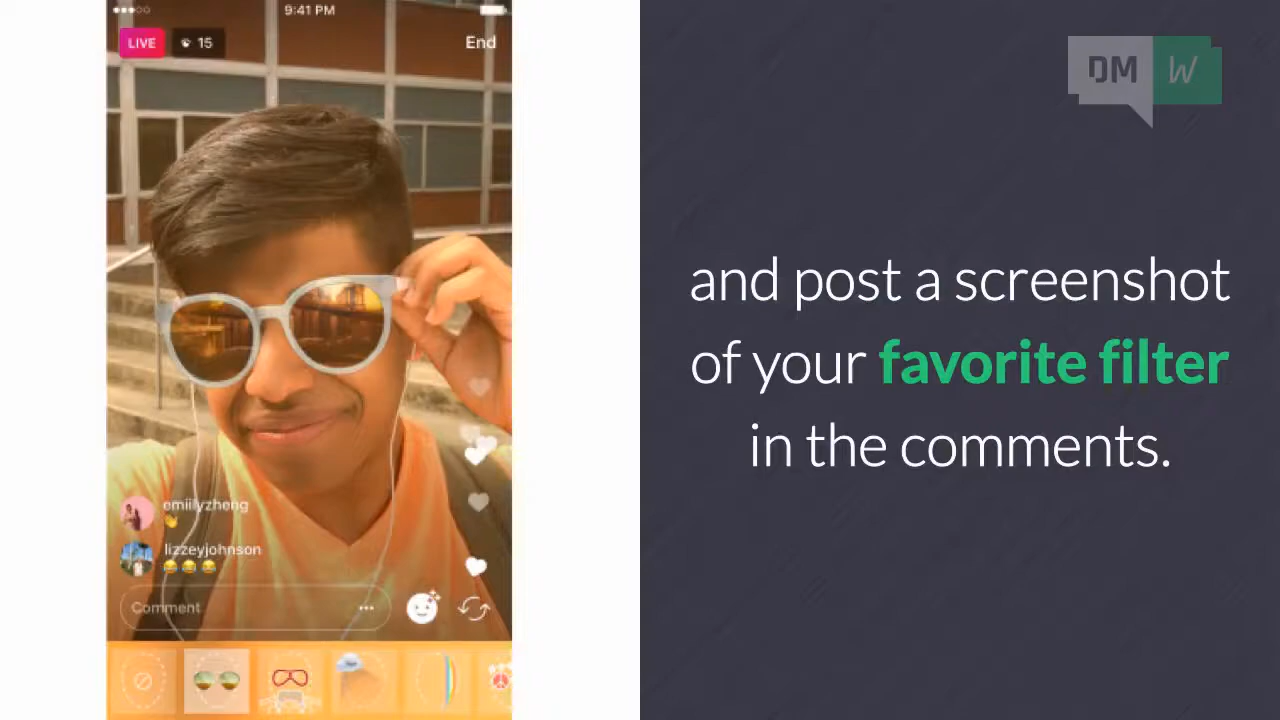 9:41 PM
LIVE
15
End
emiilyzheng
lizzeyjohnson
Comment
DM W
and post a screenshot
of your favorite filter
in the comments.